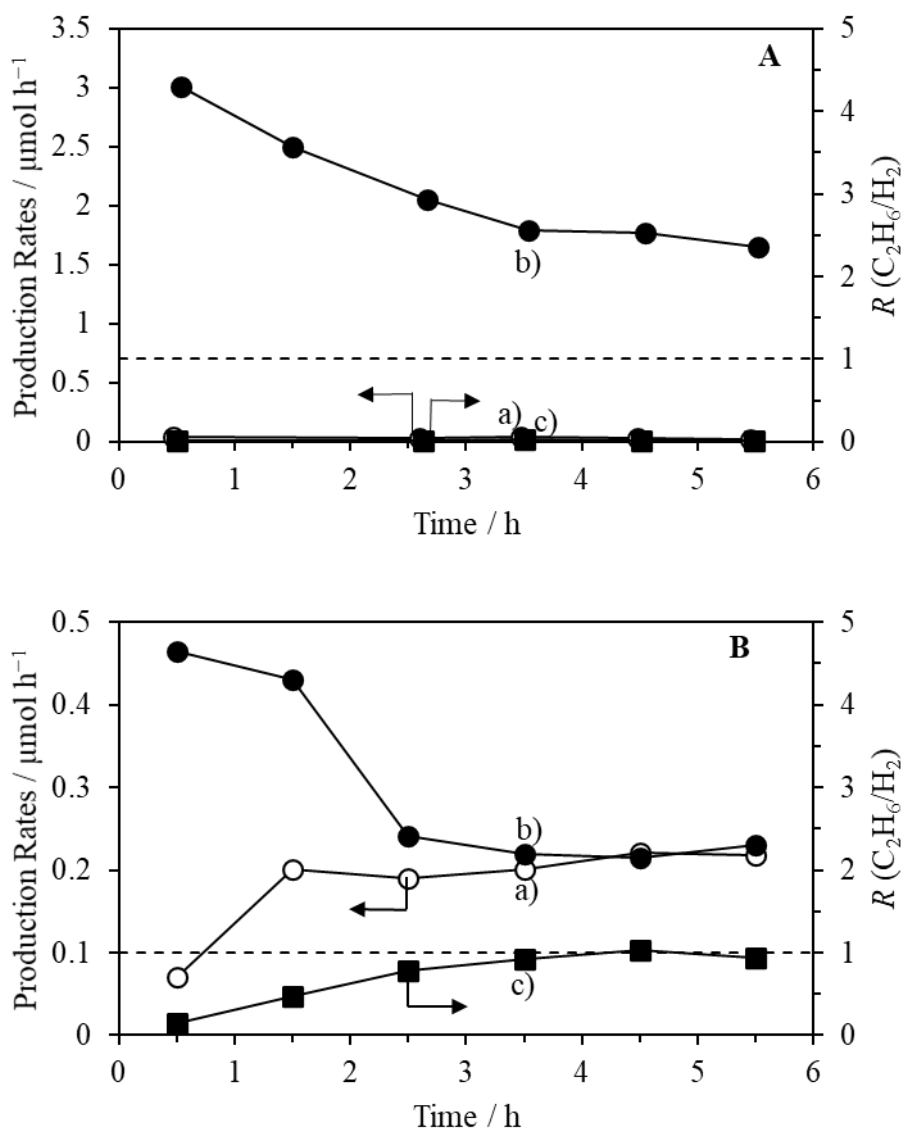 A
Production Rates / μmol h⁻¹
3.5
3
2.5
2
1.5
1
0.5
0
5
4
3
2
1
0
R (C₂H₆/H₂)
b)
a)
c)
0 1 2 3 4 5 6
Time / h
B
Production Rates / μmol h⁻¹
0.5
0.4
0.3
0.2
0.1
0
5
4
3
2
1
0
R (C₂H₆/H₂)
b)
a)
c)
0 1 2 3 4 5 6
Time / h